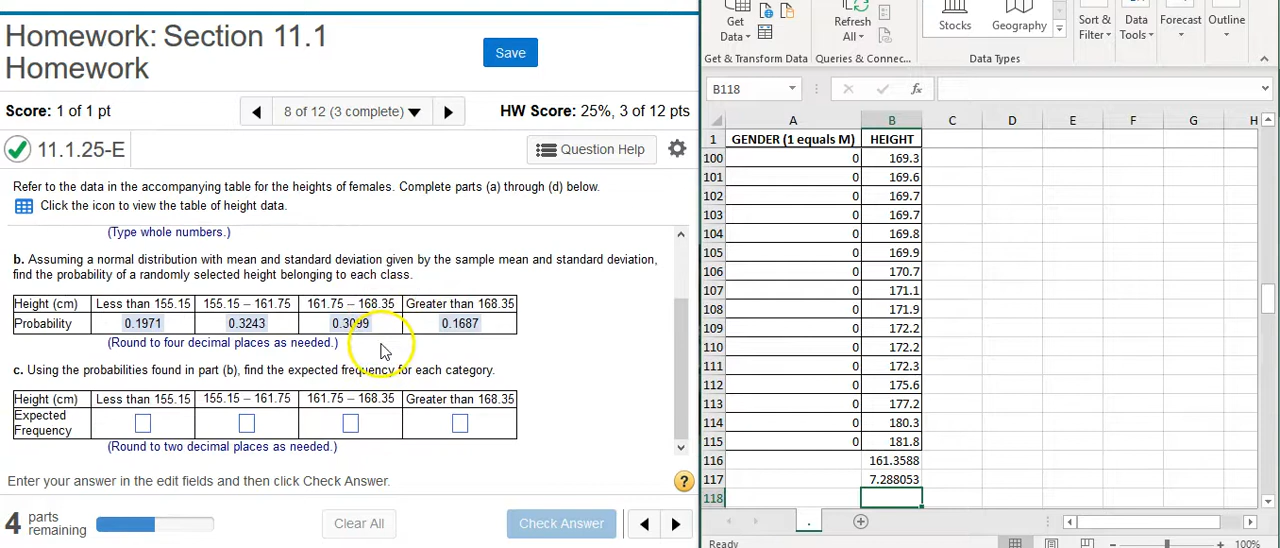 Homework: Section 11.1
Homework
Save
Score: 1 of 1 pt
8 of 12 (3 complete)
HW Score: 25%, 3 of 12 pts
11.1.25-E
Question Help
Refer to the data in the accompanying table for the heights of females. Complete parts (a) through (d) below.
Click the icon to view the table of height data.
(Type whole numbers.)
b. Assuming a normal distribution with mean and standard deviation given by the sample mean and standard deviation,
find the probability of a randomly selected height belonging to each class.
Height (cm) Less than 155.15 155.15 – 161.75 161.75 – 168.35 Greater than 168.35
Probability 0.1971 0.3243 0.3099 0.1687
(Round to four decimal places as needed.)
c. Using the probabilities found in part (b), find the expected frequency for each category.
Height (cm) Less than 155.15 155.15 – 161.75 161.75 – 168.35 Greater than 168.35
Expected
Frequency
(Round to two decimal places as needed.)
Enter your answer in the edit fields and then click Check Answer.
?
4 parts
remaining
Clear All
Check Answer
Get
Data
Refresh
All
Stocks
Geography
Sort &
Filter
Data
Tools
Forecast
Outline
Get & Transform Data
Queries & Connec...
Data Types
B118
fx
A B C D E F G H
1 GENDER (1 equals M) HEIGHT
100 0 169.3
101 0 169.6
102 0 169.7
103 0 169.7
104 0 169.8
105 0 169.9
106 0 170.7
107 0 171.1
108 0 171.9
109 0 172.2
110 0 172.2
111 0 172.3
112 0 175.6
113 0 177.2
114 0 180.3
115 0 181.8
116 161.3588
117 7.288053
118
.
Ready
100%